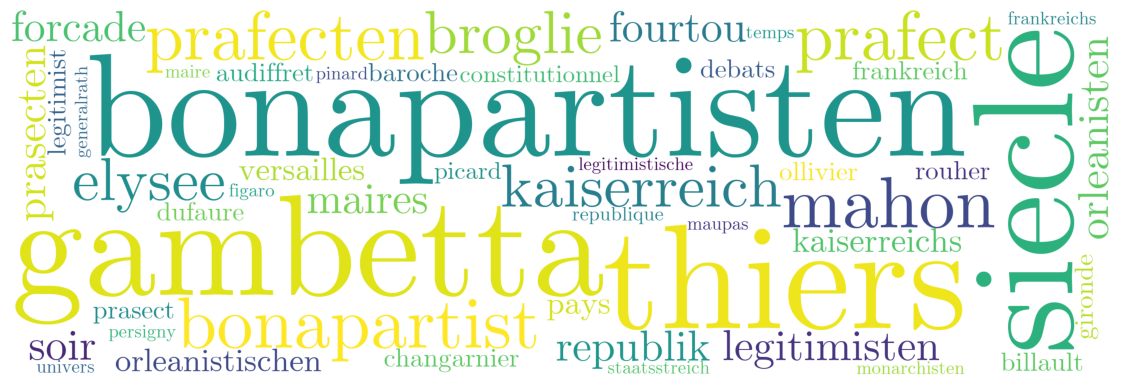 forcade
prafecten
broglie
fourtou
temps
prafect
frankreichs
siecle
orleanisten
prasecten
legitimist
generalrath
maire
audiffret
pinard
baroche
constitutionnel
debats
frankreich
bonapartisten
elysee
versailles
figaro
picard
legitimistische
kaiserreich
ollivier
rouher
dufaure
maires
republique
maupas
mahon
kaiserreichs
gambetta
thiers
gironde
prasect
persigny
bonapartist
pays
soir
univers
orleanistischen
changarnier
republik
staatsstreich
legitimisten
monarchisten
billault